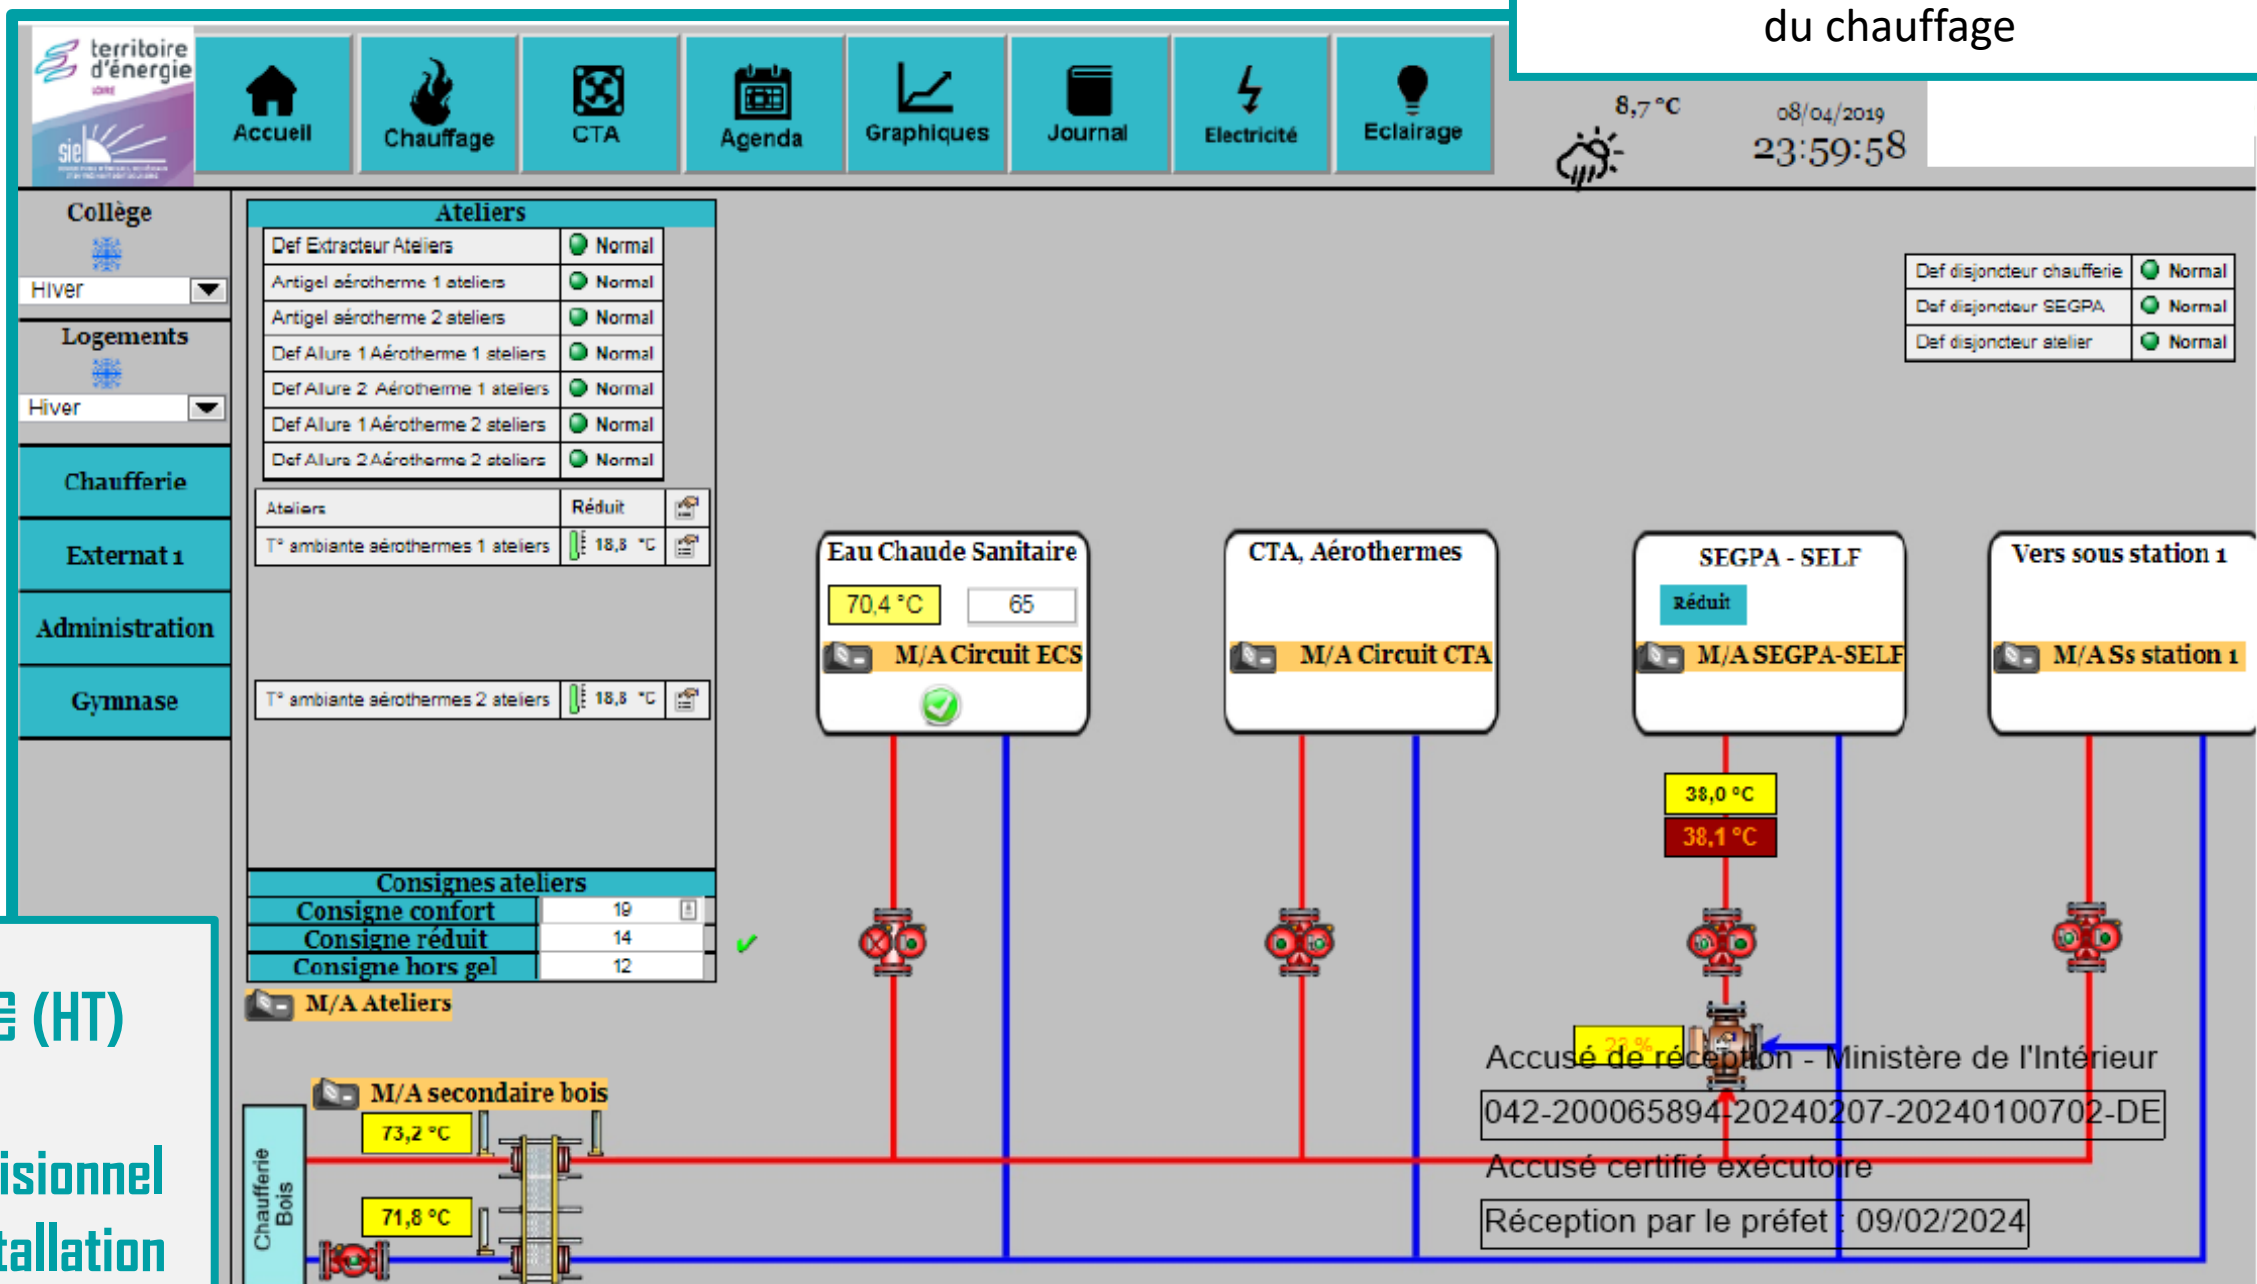 du chauffage
territoire
d'énergie
LOIRE
siel
Accueil
Chauffage
CTA
Agenda
Graphiques
Journal
Electricité
Eclairage
8,7 °C
08/04/2019
23:59:58
Collège
Hiver
Logements
Hiver
Chaufferie
Externat 1
Administration
Gymnase
Ateliers
Def Extracteur Ateliers Normal
Antigel aérotherme 1 ateliers Normal
Antigel aérotherme 2 ateliers Normal
Def Allure 1 Aérotherme 1 ateliers Normal
Def Allure 2 Aérotherme 1 ateliers Normal
Def Allure 1 Aérotherme 2 ateliers Normal
Def Allure 2 Aérotherme 2 ateliers Normal
Ateliers Réduit
T° ambiante aérothermes 1 ateliers 18,8 °C
T° ambiante aérothermes 2 ateliers 18,8 °C
Consignes ateliers
Consigne confort 19
Consigne réduit 14
Consigne hors gel 12
M/A Ateliers
Def disjoncteur chaufferie Normal
Def disjoncteur SEGPA Normal
Def disjoncteur atelier Normal
Eau Chaude Sanitaire
70,4 °C 65
M/A Circuit ECS
CTA, Aérothermes
M/A Circuit CTA
SEGPA - SELF
Réduit
M/A SEGPA-SELF
Vers sous station 1
M/A Ss station 1
38,0 °C
38,1 °C
23 %
M/A secondaire bois
73,2 °C
71,8 °C
Chaufferie
Bois
€ (HT)
isionnel
tallation
Accusé de réception - Ministère de l'Intérieur
042-200065894-20240207-20240100702-DE
Accusé certifié exécutoire
Réception par le préfet : 09/02/2024